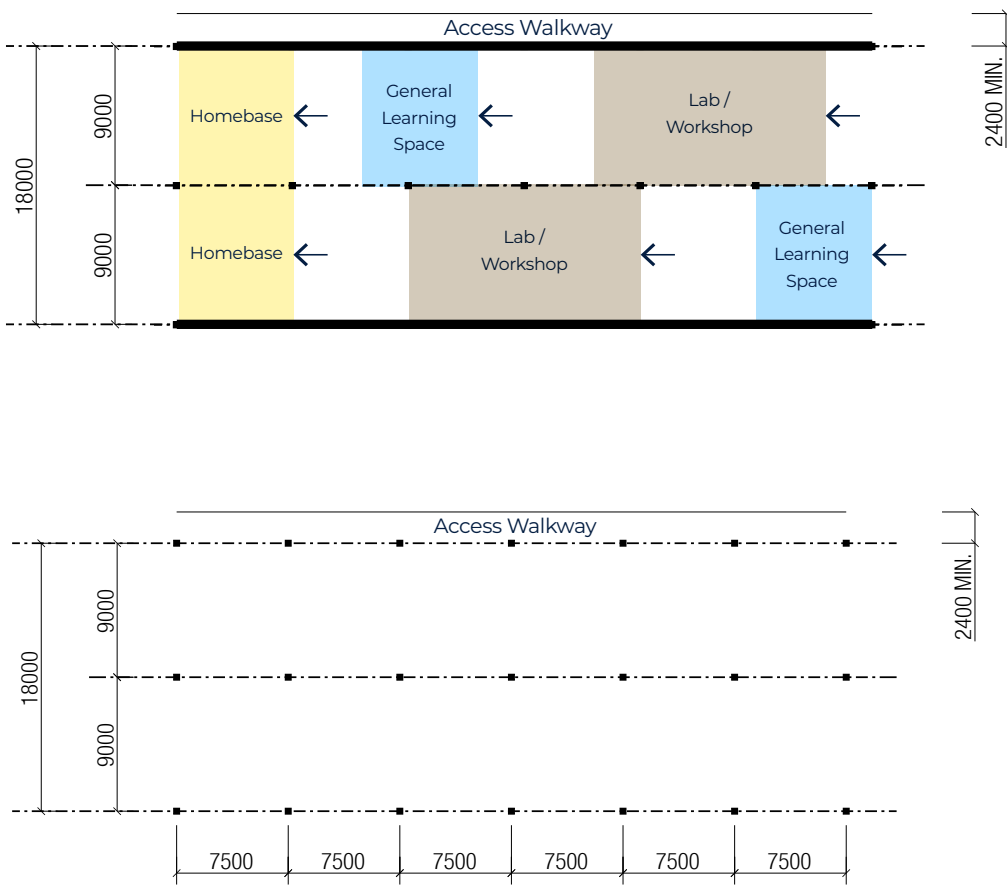 Access Walkway
2400 MIN.
18000
9000
9000
Homebase
General
Learning
Space
Lab /
Workshop
Homebase
Lab /
Workshop
General
Learning
Space
Access Walkway
2400 MIN.
18000
9000
9000
7500 7500 7500 7500 7500 7500